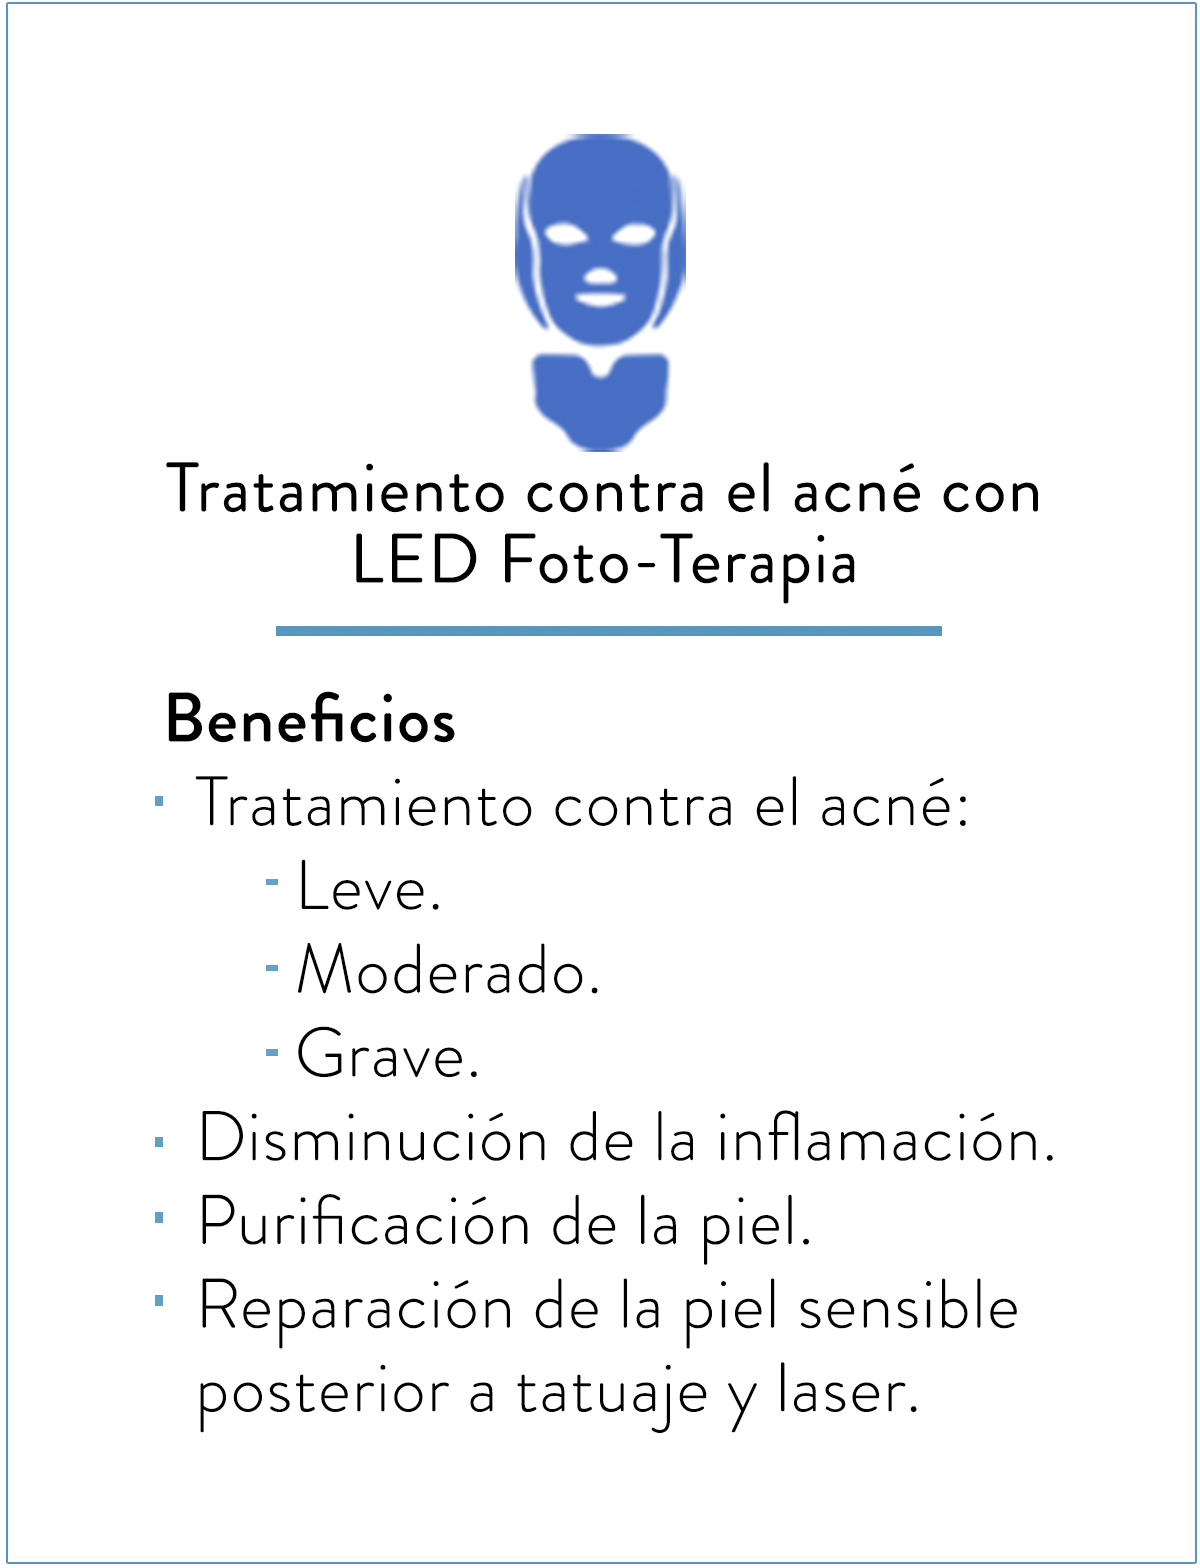 Tratamiento contra el acné con
LED Foto-Terapia
Beneficios
· Tratamiento contra el acné:
- Leve.
- Moderado.
- Grave.
· Disminución de la inflamación.
· Purificación de la piel.
· Reparación de la piel sensible
posterior a tatuaje y laser.